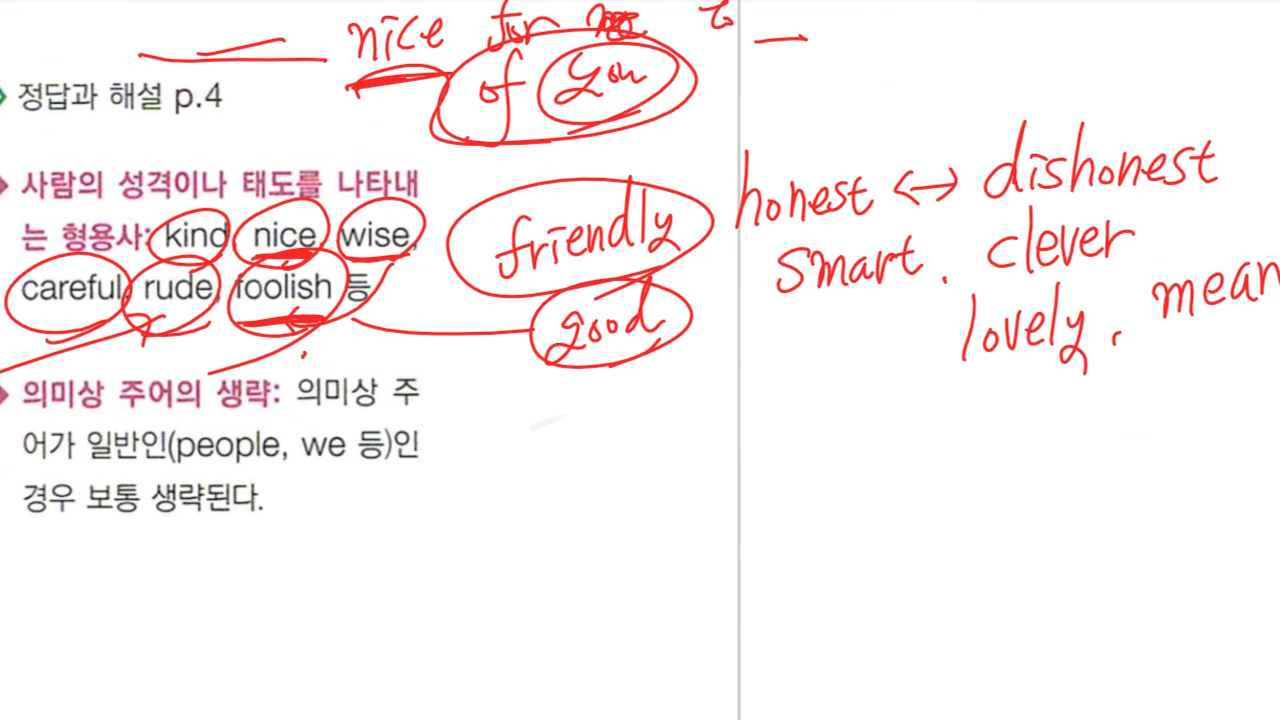 nice for to
of you
정답과 해설 p.4
사람의 성격이나 태도를 나타내
는 형용사: kind, nice, wise,
careful, rude, foolish 등
friendly
good
honest ↔ dishonest
smart. clever
lovely, mean
의미상 주어의 생략: 의미상 주
어가 일반인(people, we 등)인
경우 보통 생략된다.